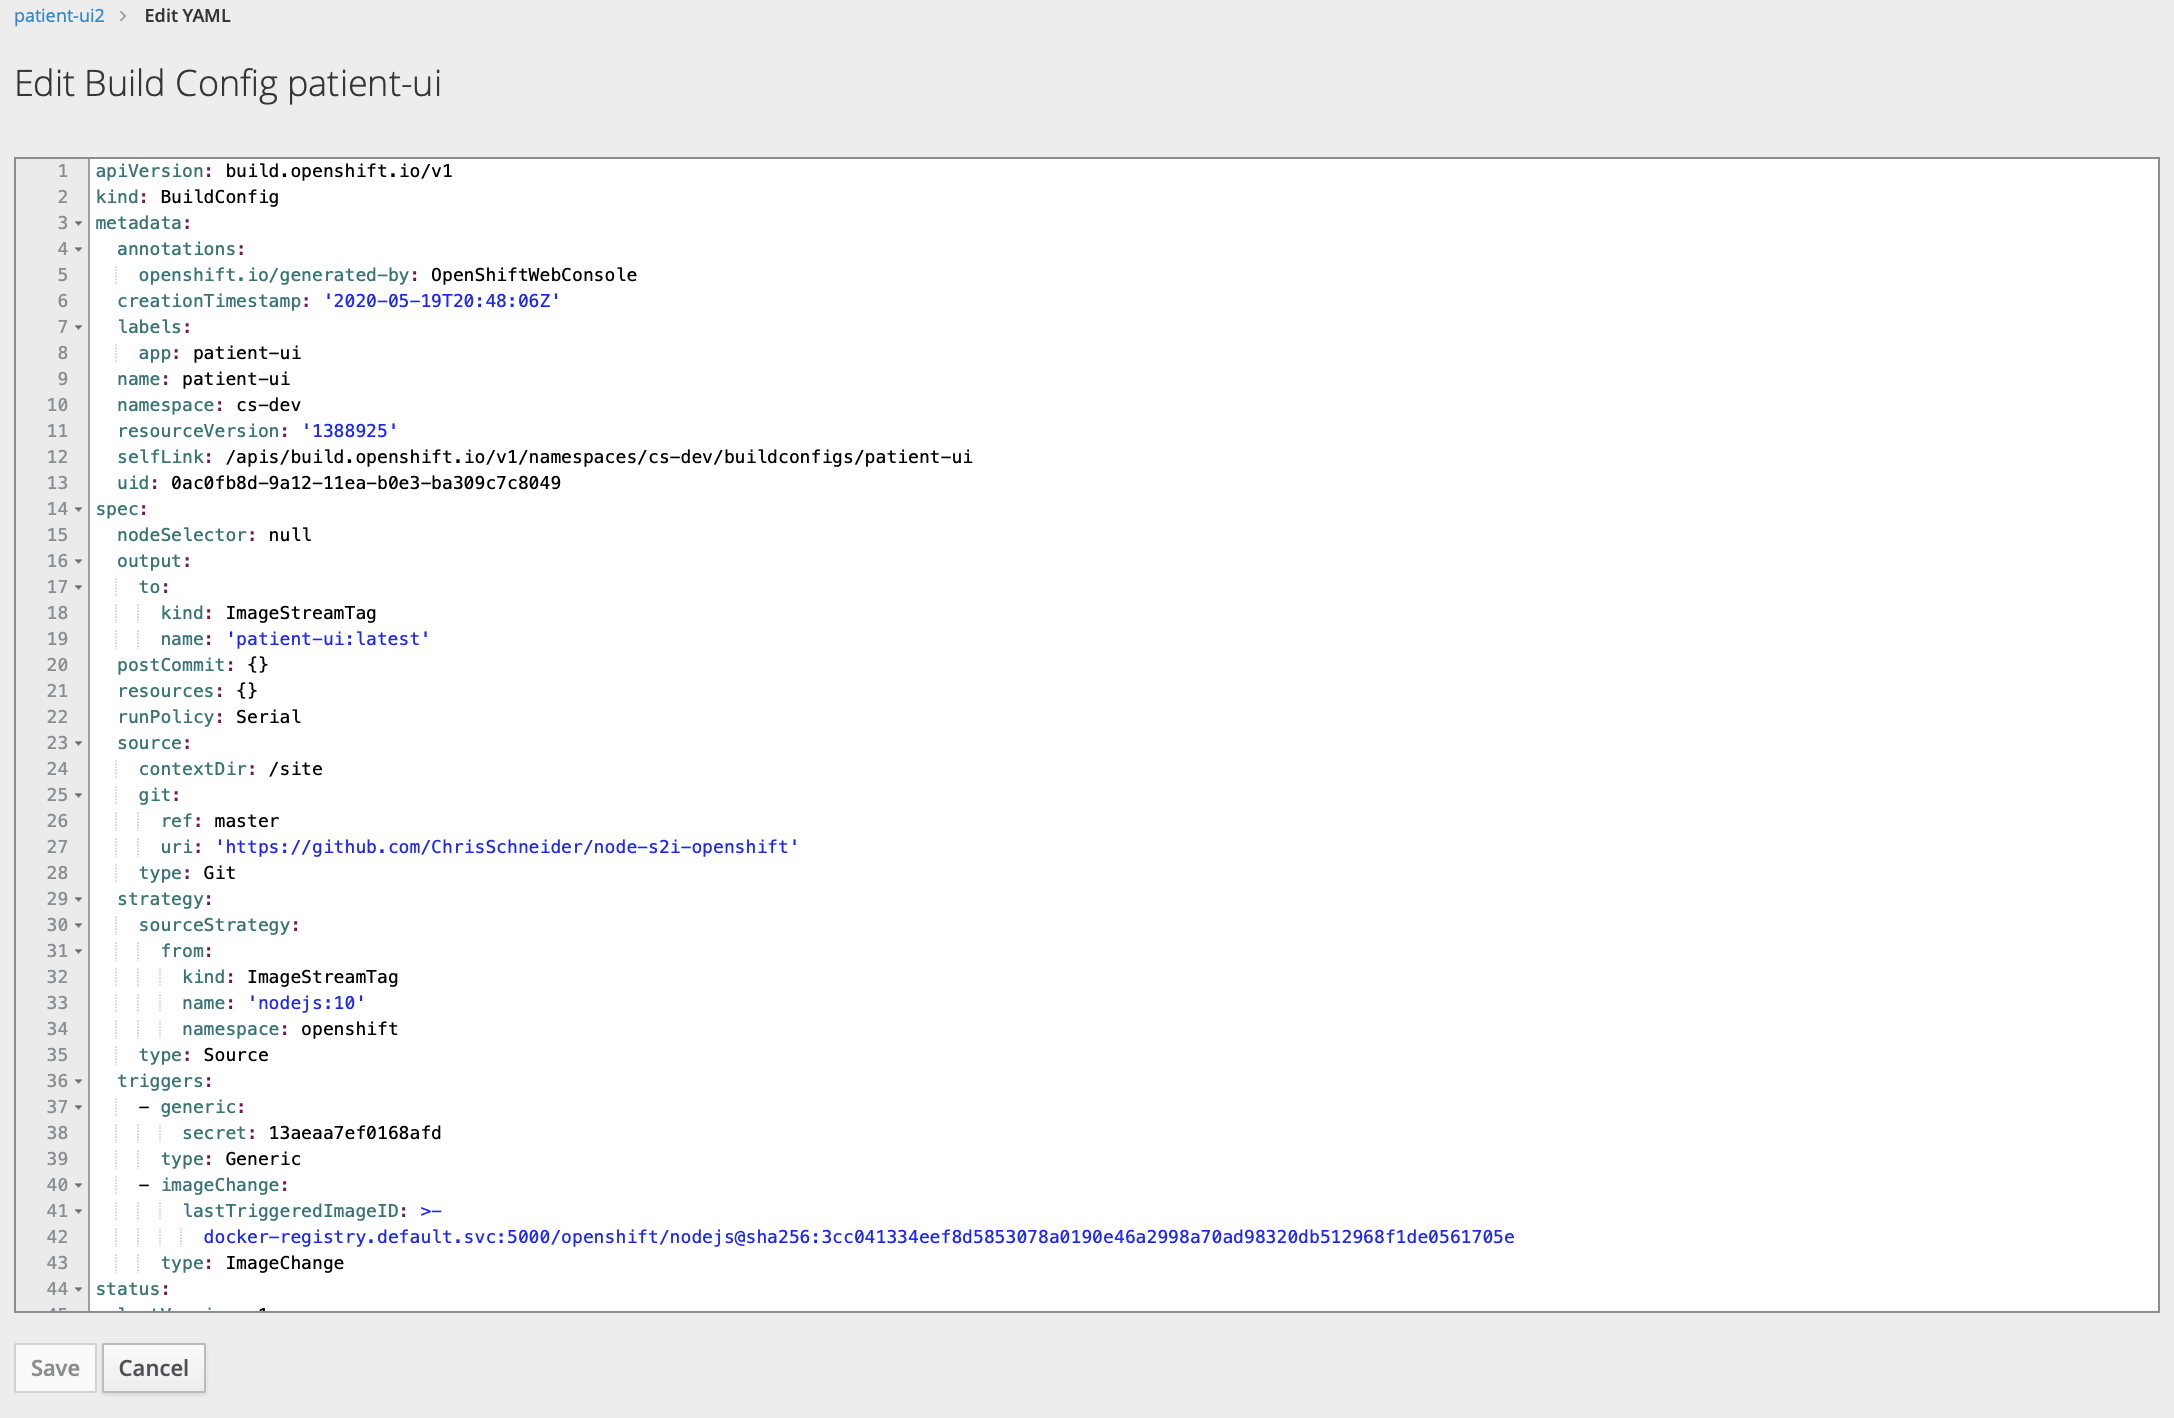 patient-ui2 > Edit YAML
Edit Build Config patient-ui
1 apiVersion: build.openshift.io/v1
2 kind: BuildConfig
3 metadata:
4   annotations:
5     openshift.io/generated-by: OpenShiftWebConsole
6   creationTimestamp: '2020-05-19T20:48:06Z'
7   labels:
8     app: patient-ui
9   name: patient-ui
10   namespace: cs-dev
11   resourceVersion: '1388925'
12   selfLink: /apis/build.openshift.io/v1/namespaces/cs-dev/buildconfigs/patient-ui
13   uid: 0ac0fb8d-9a12-11ea-b0e3-ba309c7c8049
14 spec:
15   nodeSelector: null
16   output:
17     to:
18       kind: ImageStreamTag
19       name: 'patient-ui:latest'
20   postCommit: {}
21   resources: {}
22   runPolicy: Serial
23   source:
24     contextDir: /site
25     git:
26       ref: master
27       uri: 'https://github.com/ChrisSchneider/node-s2i-openshift'
28     type: Git
29   strategy:
30     sourceStrategy:
31       from:
32         kind: ImageStreamTag
33         name: 'nodejs:10'
34         namespace: openshift
35     type: Source
36   triggers:
37     - generic:
38         secret: 13aeaa7ef0168afd
39       type: Generic
40     - imageChange:
41         lastTriggeredImageID: >-
42           docker-registry.default.svc:5000/openshift/nodejs@sha256:3cc041334eef8d5853078a0190e46a2998a70ad98320db512968f1de0561705e
43       type: ImageChange
44 status:
Save Cancel